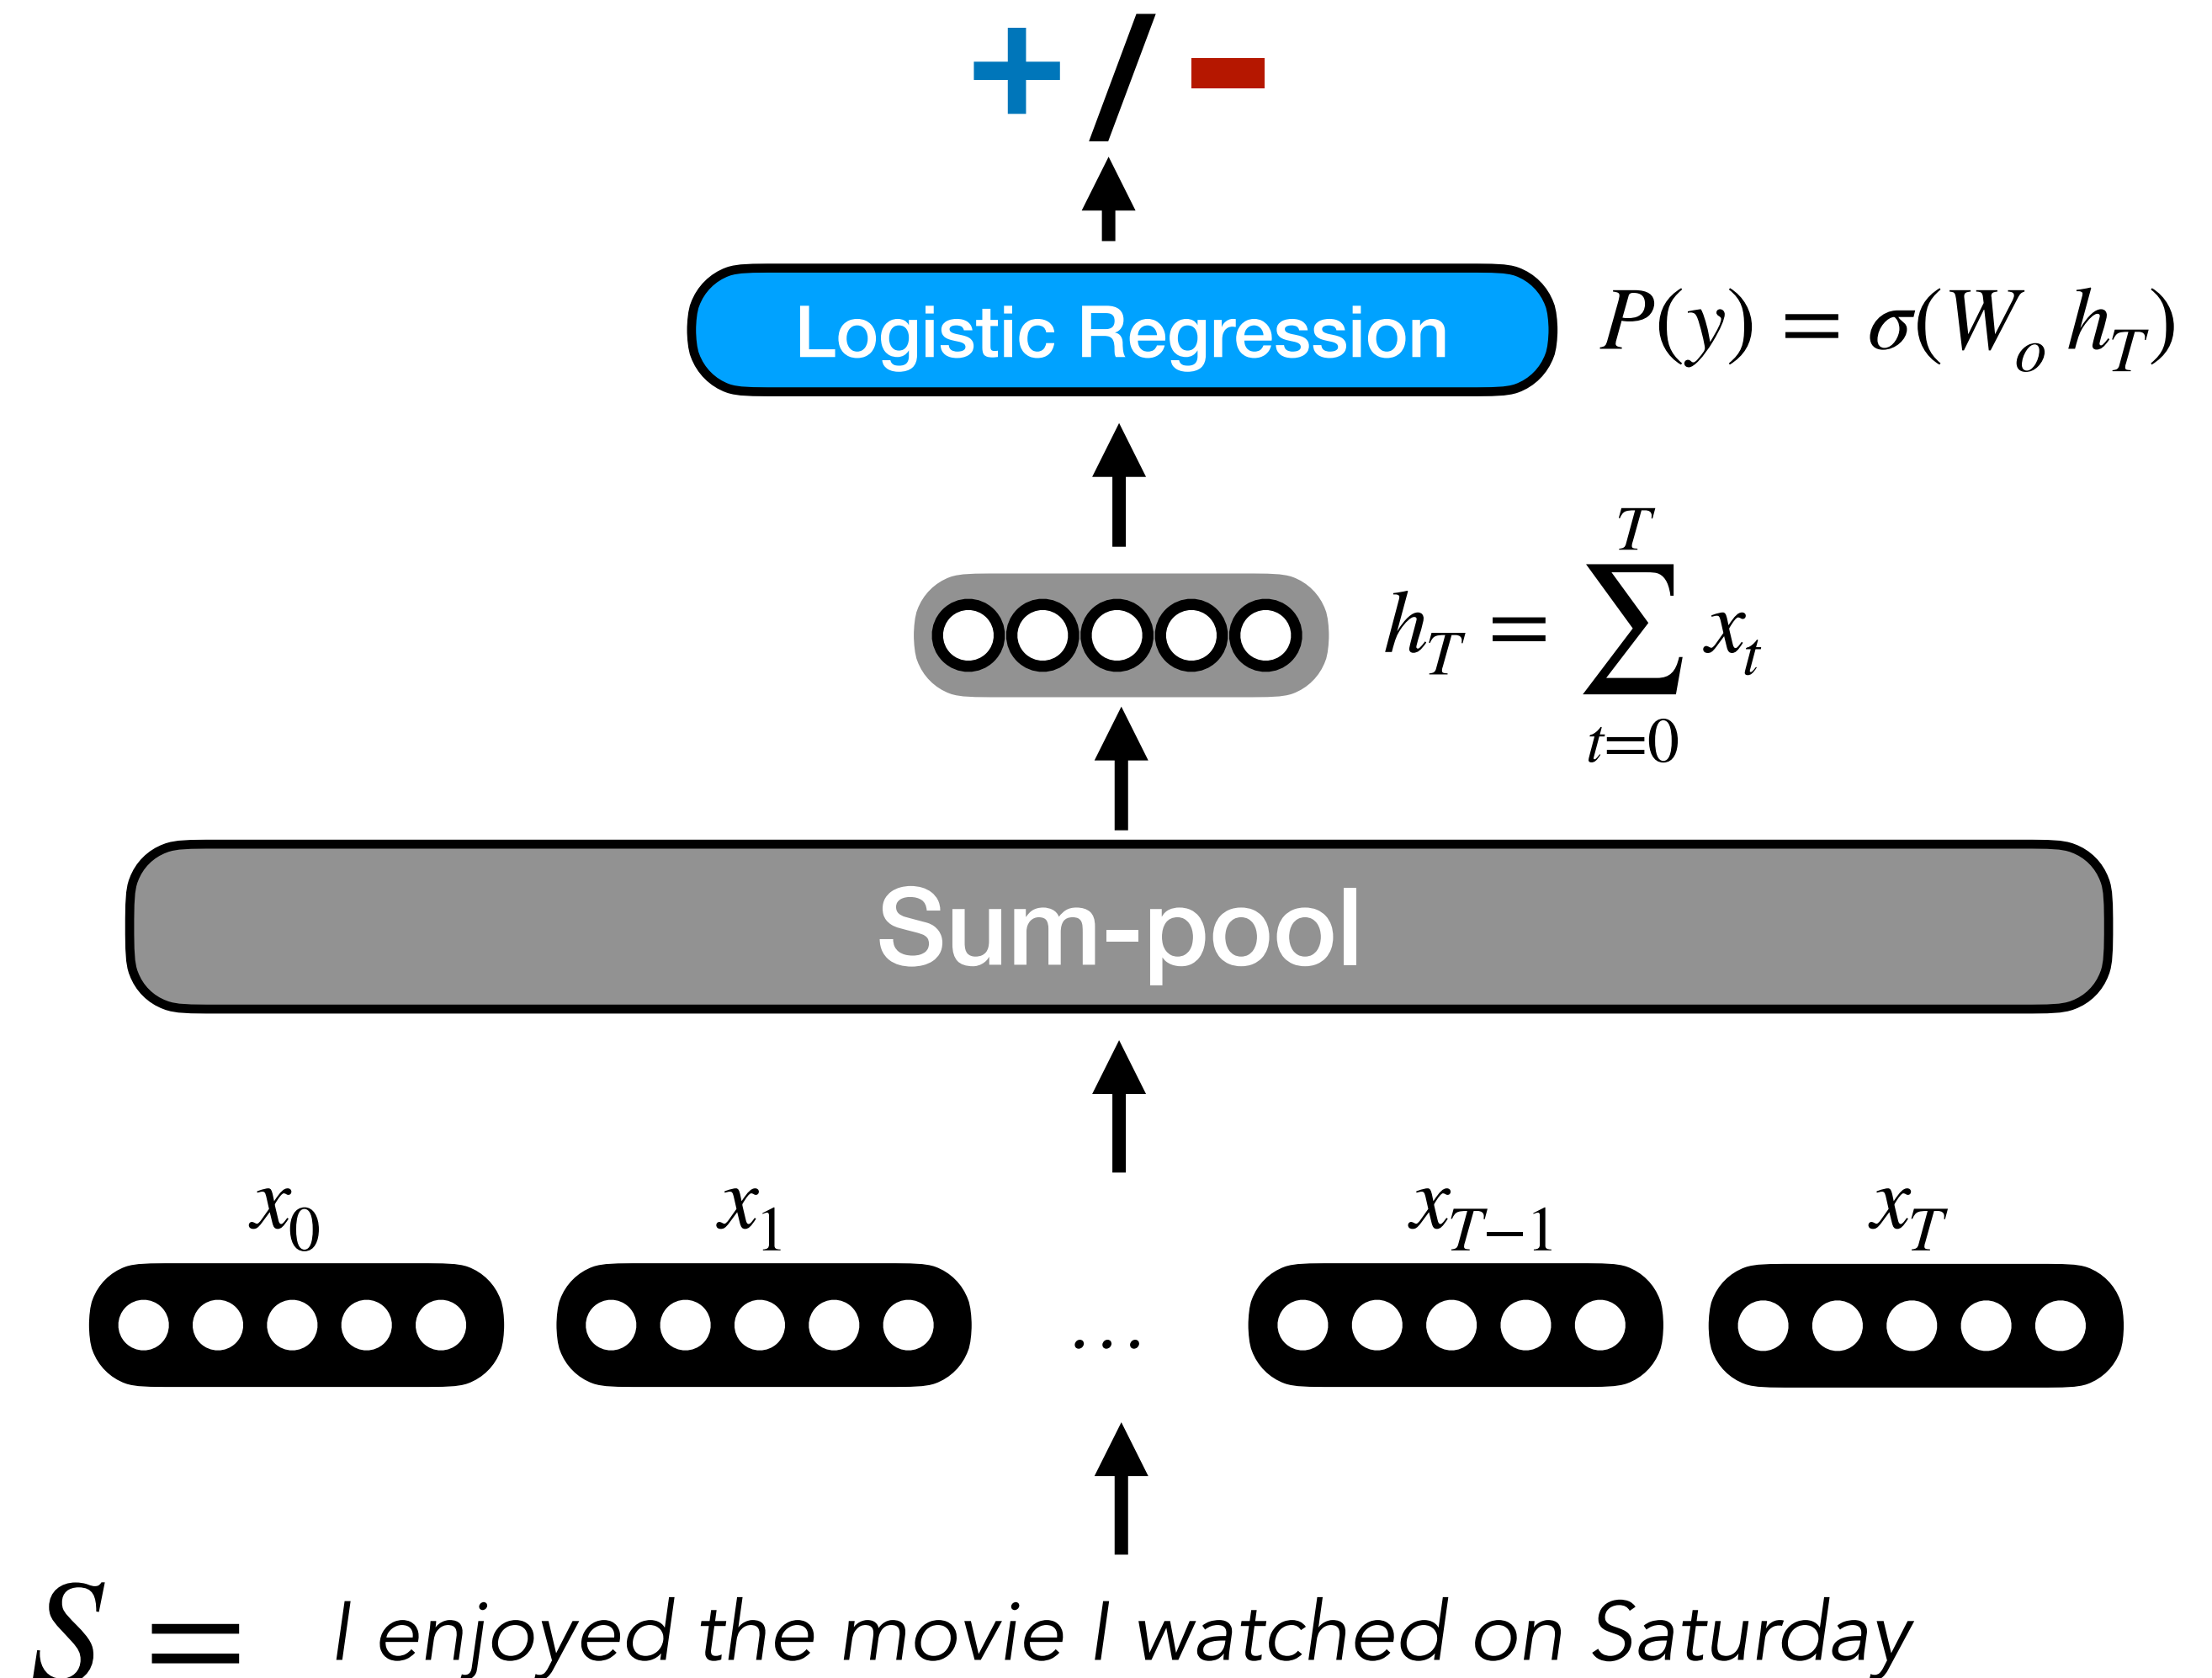 + / -
Logistic Regression
P(y) = σ(W_o h_T)
h_T = \sum_{t=0}^{T} x_t
Sum-pool
x_0 x_1 x_{T-1} x_T
...
S = I enjoyed the movie I watched on Saturday